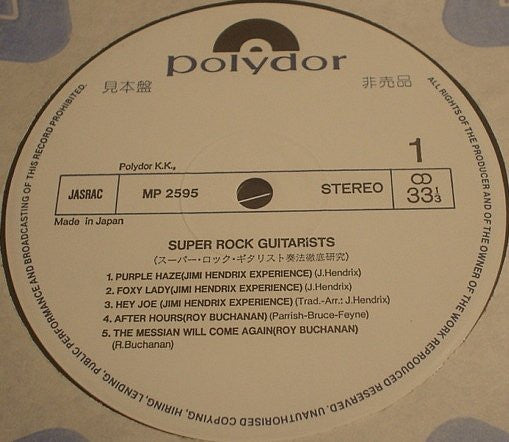 polydor
見本盤
非売品
1
Polydor K.K.,
JASRAC
MP 2595
STEREO
33 1/3
Made in Japan
SUPER ROCK GUITARISTS
(スーパー・ロック・ギタリスト奏法徹底研究)
1. PURPLE HAZE(JIMI HENDRIX EXPERIENCE) (J.Hendrix)
2. FOXY LADY(JIMI HENDRIX EXPERIENCE) (J.Hendrix)
3. HEY JOE (JIMI HENDRIX EXPERIENCE) (Trad.-Arr.: J.Hendrix)
4. AFTER HOURS(ROY BUCHANAN) (Parrish-Bruce-Feyne)
5. THE MESSIAN WILL COME AGAIN(ROY BUCHANAN)
(R.Buchanan)
ALL RIGHTS OF THE PRODUCER AND OF THE OWNER OF THE WORK REPRODUCED RESERVED. UNAUTHORISED COPYING, HIRING, LENDING, PUBLIC PERFORMANCE AND BROADCASTING OF THIS RECORD PROHIBITED.